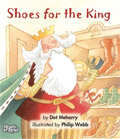 Shoes for the King
by Dot Meharry
illustrated by Philip Webb